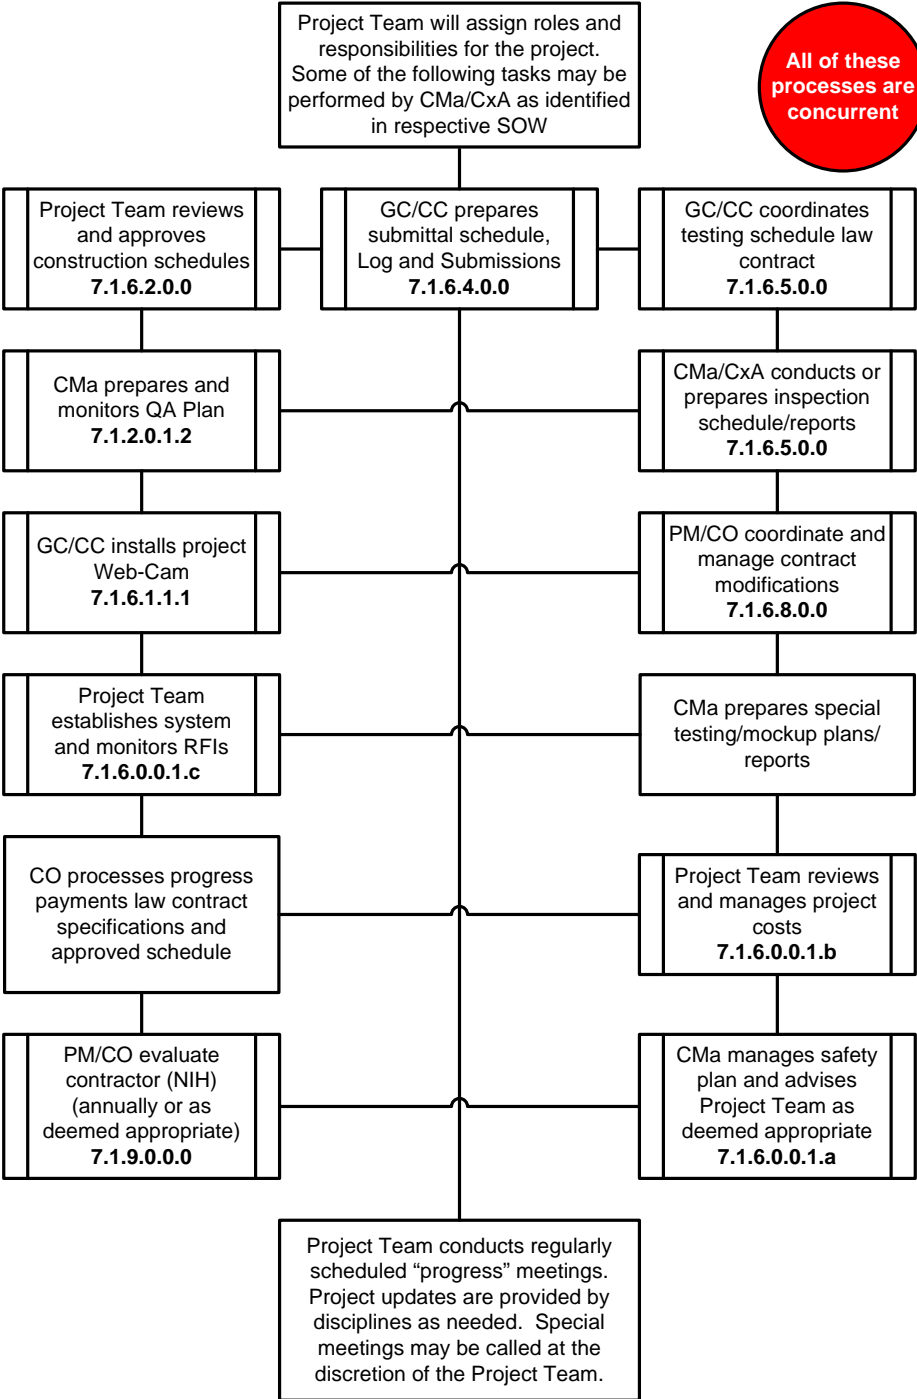 Project Team will assign roles and
responsibilities for the project.
Some of the following tasks may be
performed by CMa/CxA as identified
in respective SOW
All of these
processes are
concurrent
Project Team reviews
and approves
construction schedules
7.1.6.2.0.0
GC/CC prepares
submittal schedule,
Log and Submissions
7.1.6.4.0.0
GC/CC coordinates
testing schedule law
contract
7.1.6.5.0.0
CMa prepares and
monitors QA Plan
7.1.2.0.1.2
CMa/CxA conducts or
prepares inspection
schedule/reports
7.1.6.5.0.0
GC/CC installs project
Web-Cam
7.1.6.1.1.1
PM/CO coordinate and
manage contract
modifications
7.1.6.8.0.0
Project Team
establishes system
and monitors RFIs
7.1.6.0.0.1.c
CMa prepares special
testing/mockup plans/
reports
CO processes progress
payments law contract
specifications and
approved schedule
Project Team reviews
and manages project
costs
7.1.6.0.0.1.b
PM/CO evaluate
contractor (NIH)
(annually or as
deemed appropriate)
7.1.9.0.0.0
CMa manages safety
plan and advises
Project Team as
deemed appropriate
7.1.6.0.0.1.a
Project Team conducts regularly
scheduled “progress” meetings.
Project updates are provided by
disciplines as needed.  Special
meetings may be called at the
discretion of the Project Team.